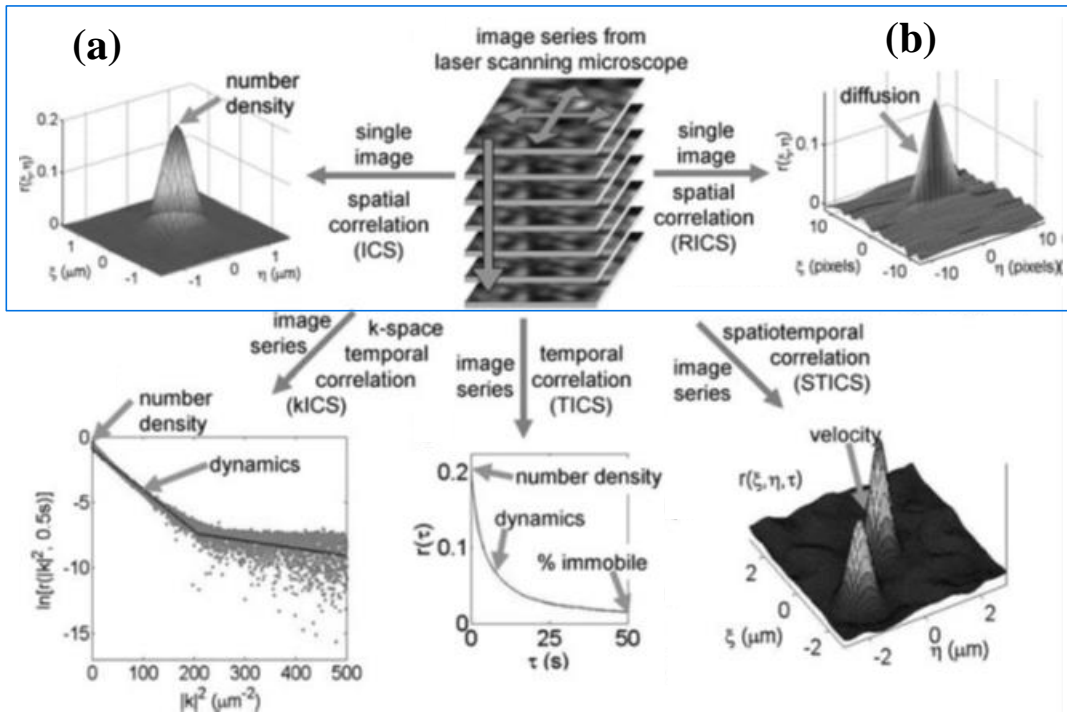 (a)
image series from
laser scanning microscope
(b)
number
density
0.2
0.1
0
r(ξ,η)
1
0
-1
ξ (μm)
-1
0
1
η (μm)
single
image
spatial
correlation
(ICS)
single
image
spatial
correlation
(RICS)
diffusion
0.1
0
r(ξ,η)
10
0
-10
ξ (pixels)
-10
0
10
η (pixels)
image
series
k-space
temporal
correlation
(kICS)
image
series
temporal
correlation
(TICS)
spatiotemporal
correlation
(STICS)
image
series
number
density
dynamics
0
-5
-10
-15
ln[r(|k|², 0.5s)]
0 100 200 300 400 500
|k|² (μm⁻²)
0.2
0.1
0
r(τ)
number density
dynamics
% immobile
0 25 50
τ (s)
velocity
r(ξ, η, τ)
2
0
-2
ξ (μm)
-2
0
2
η (μm)